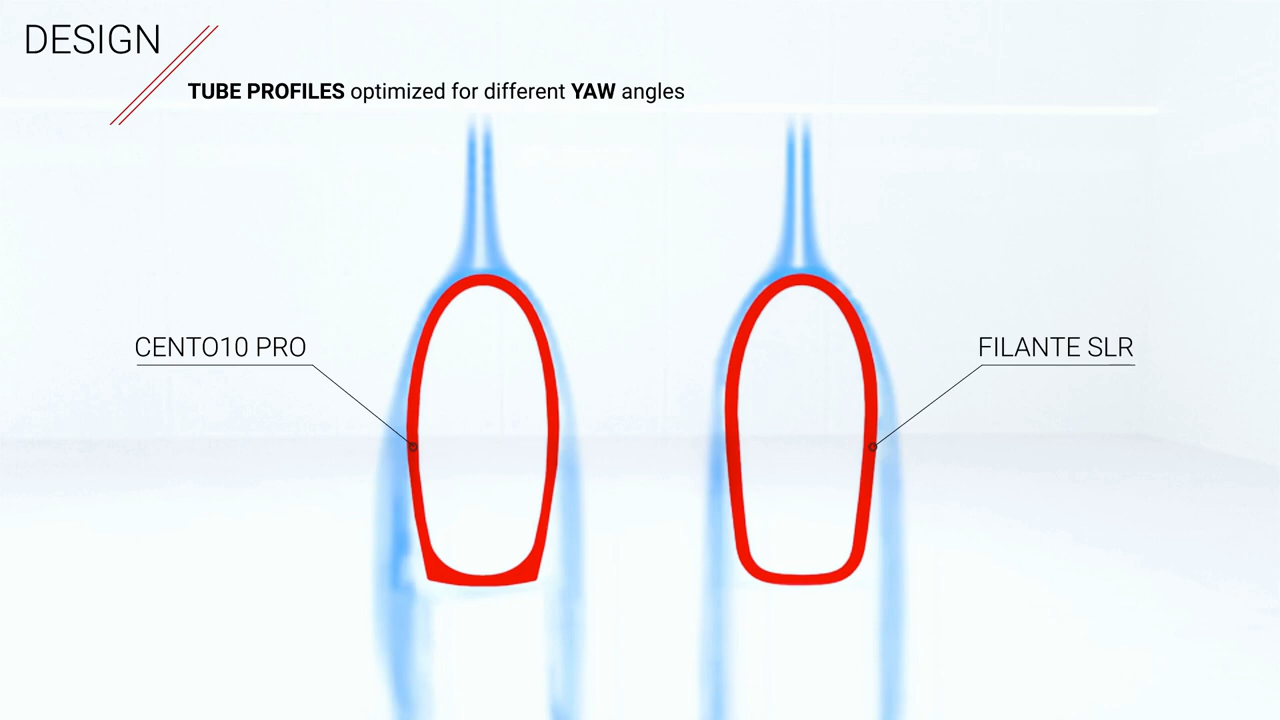 DESIGN
TUBE PROFILES optimized for different YAW angles
CENTO10 PRO
FILANTE SLR